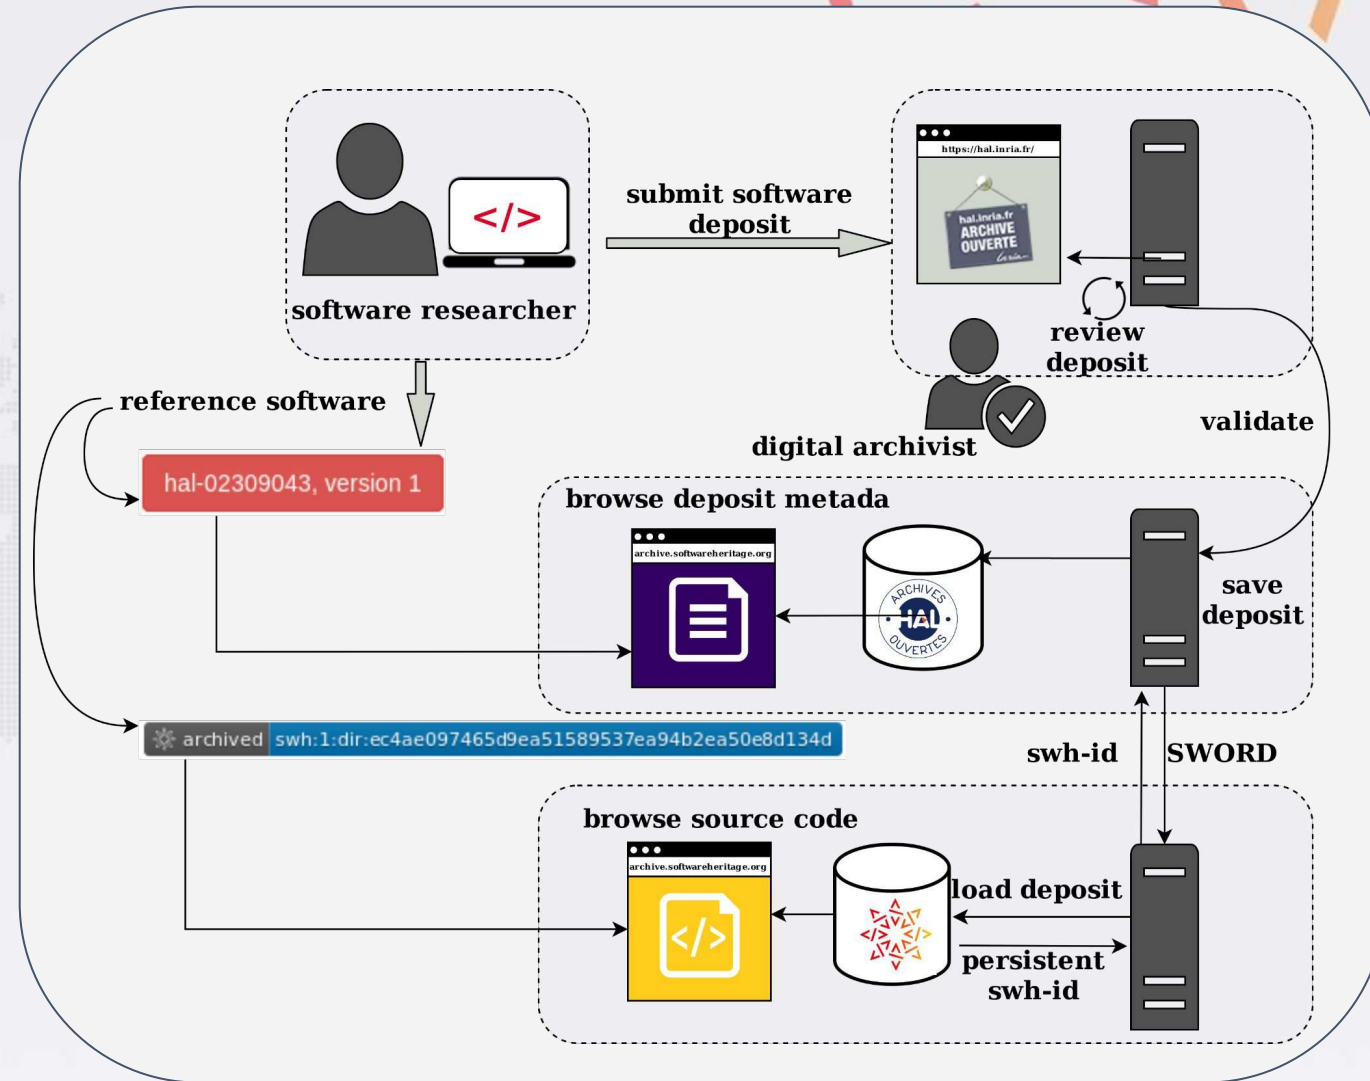 https://hal.inria.fr/
hal.inria.fr
ARCHIVE
OUVERTE
Inria
</>
submit software
deposit
software researcher
review
deposit
digital archivist
validate
reference software
hal-02309043, version 1
browse deposit metada
archive.softwareheritage.org
ARCHIVES
HAL
OUVERTES
save
deposit
archived swh:1:dir:ec4ae097465d9ea51589537ea94b2ea50e8d134d
swh-id
SWORD
browse source code
archive.softwareheritage.org
</>
load deposit
persistent
swh-id